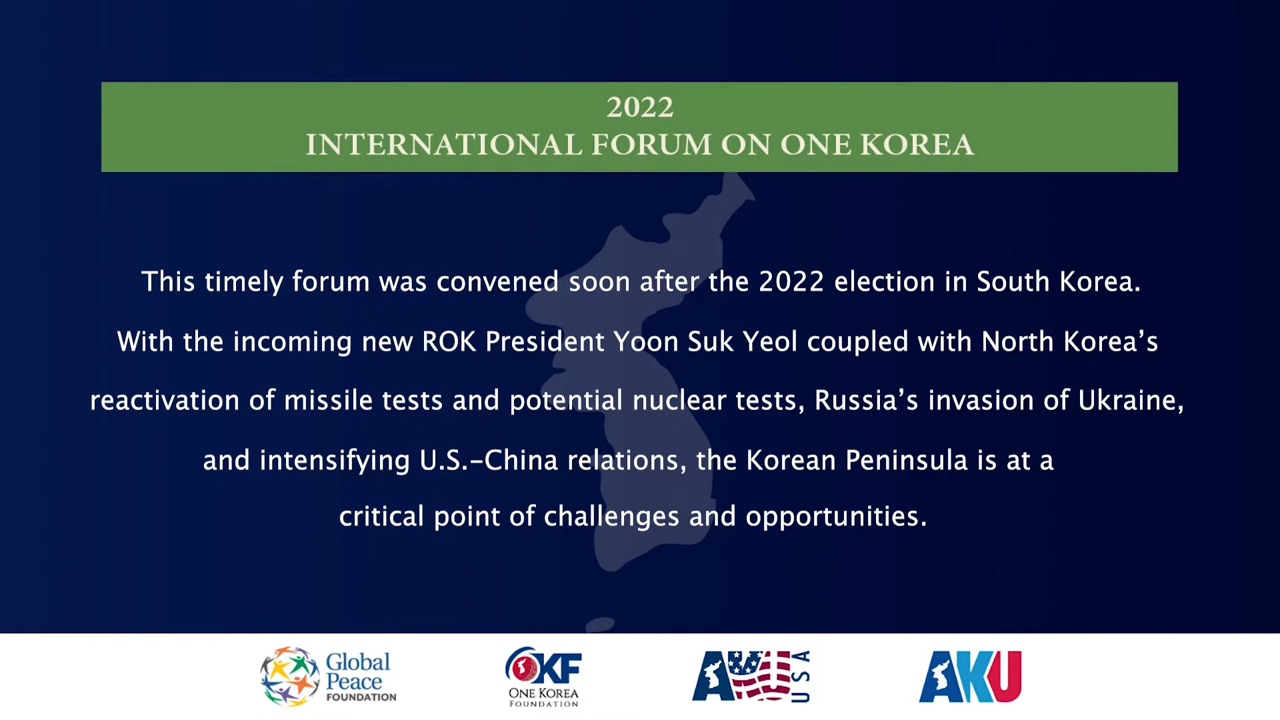 2022
INTERNATIONAL FORUM ON ONE KOREA
This timely forum was convened soon after the 2022 election in South Korea.
With the incoming new ROK President Yoon Suk Yeol coupled with North Korea’s
reactivation of missile tests and potential nuclear tests, Russia’s invasion of Ukraine,
and intensifying U.S.-China relations, the Korean Peninsula is at a
critical point of challenges and opportunities.
Global
Peace
FOUNDATION
OKF
ONE KOREA
FOUNDATION
AKU
USA
AKU